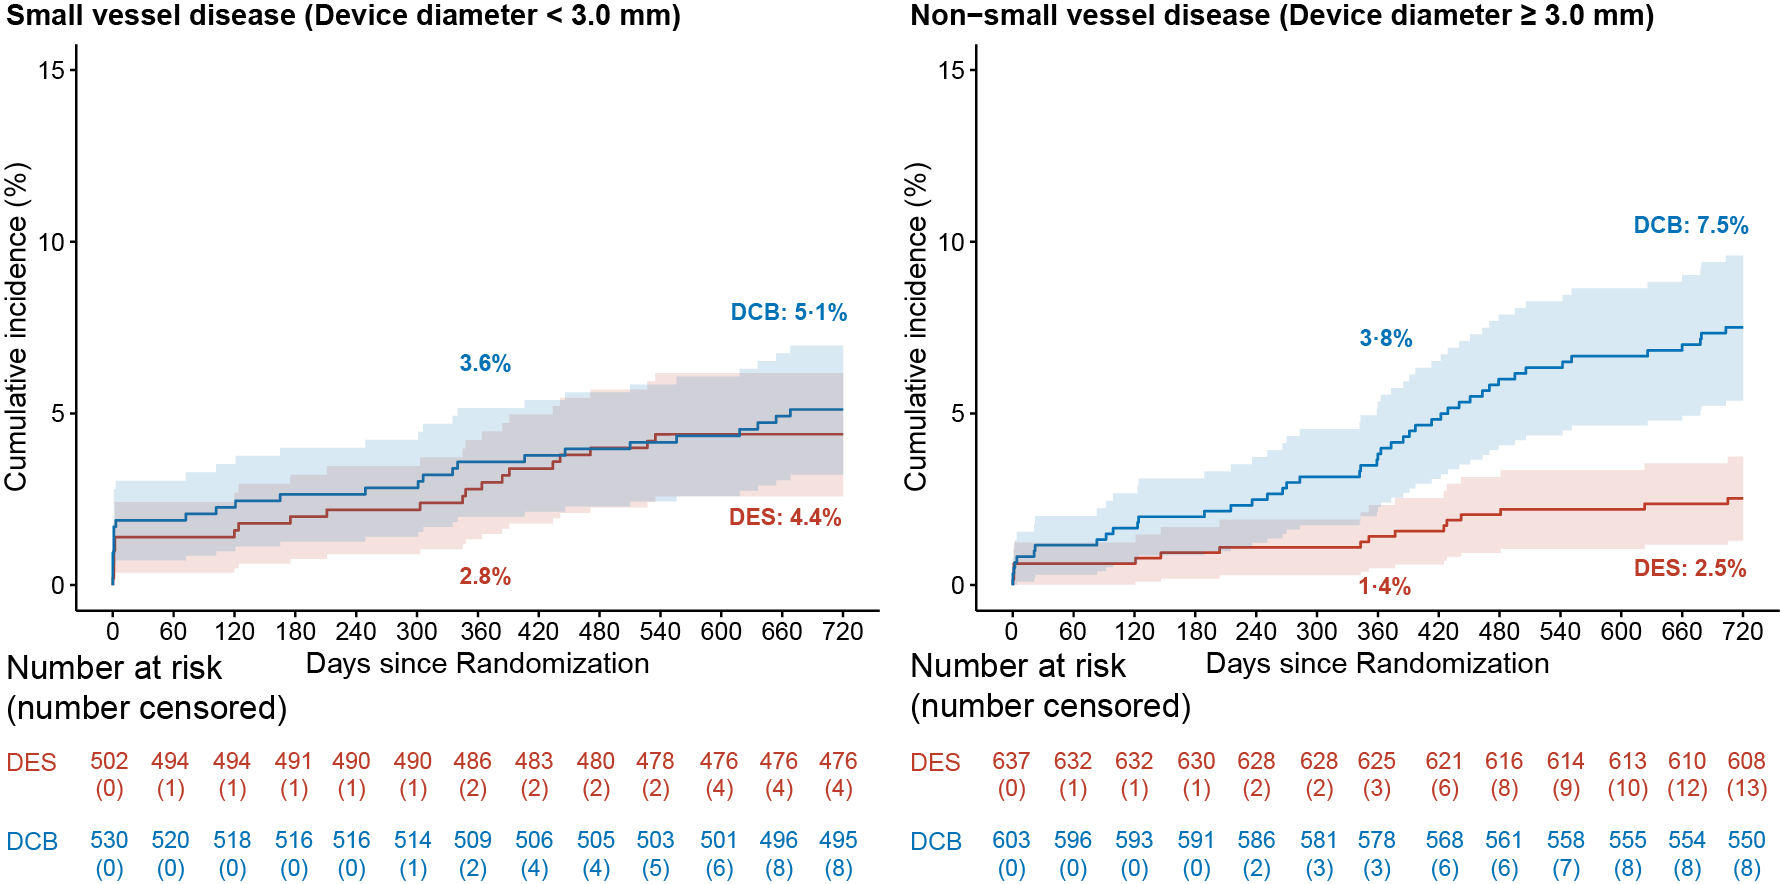 Small vessel disease (Device diameter < 3.0 mm)
15
10
5
0
Cumulative incidence (%)
DCB: 5·1%
3.6%
DES: 4.4%
2.8%
0 60 120 180 240 300 360 420 480 540 600 660 720
Days since Randomization
Number at risk
(number censored)
DES 502 494 494 491 490 490 486 483 480 478 476 476 476
(0) (1) (1) (1) (1) (1) (2) (2) (2) (2) (4) (4) (4)
DCB 530 520 518 516 516 514 509 506 505 503 501 496 495
(0) (0) (0) (0) (0) (1) (2) (4) (4) (5) (6) (8) (8)
Non−small vessel disease (Device diameter ≥ 3.0 mm)
15
10
5
0
Cumulative incidence (%)
DCB: 7.5%
3·8%
DES: 2.5%
1·4%
0 60 120 180 240 300 360 420 480 540 600 660 720
Days since Randomization
Number at risk
(number censored)
DES 637 632 632 630 628 628 625 621 616 614 613 610 608
(0) (1) (1) (1) (2) (2) (3) (6) (8) (9) (10) (12) (13)
DCB 603 596 593 591 586 581 578 568 561 558 555 554 550
(0) (0) (0) (0) (2) (3) (3) (6) (6) (7) (8) (8) (8)